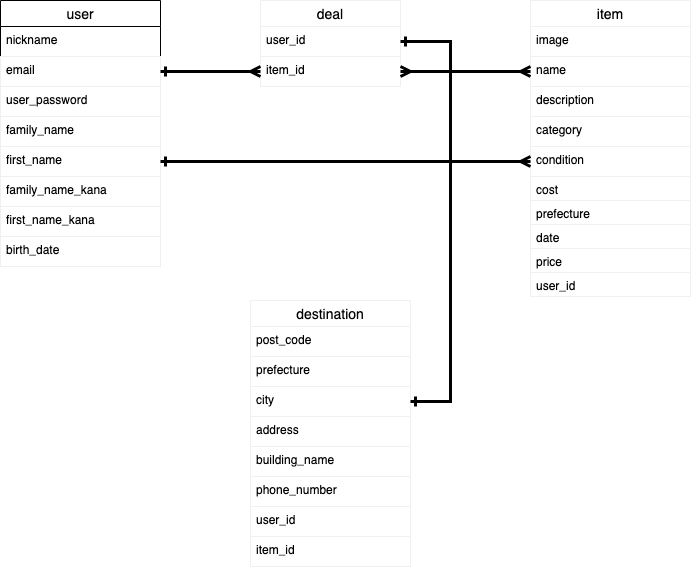 user
nickname
email
user_password
family_name
first_name
family_name_kana
first_name_kana
birth_date
deal
user_id
item_id
item
image
name
description
category
condition
cost
prefecture
date
price
user_id
destination
post_code
prefecture
city
address
building_name
phone_number
user_id
item_id